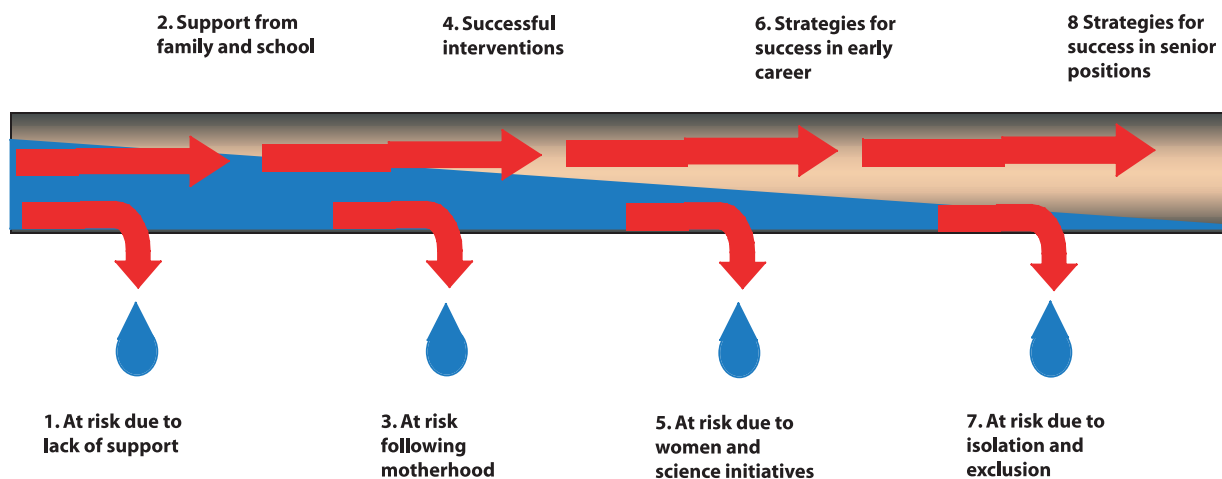 2. Support from
family and school
4. Successful
interventions
6. Strategies for
success in early
career
8 Strategies for
success in senior
positions
1. At risk due to
lack of support
3. At risk
following
motherhood
5. At risk due to
women and
science initiatives
7. At risk due to
isolation and
exclusion